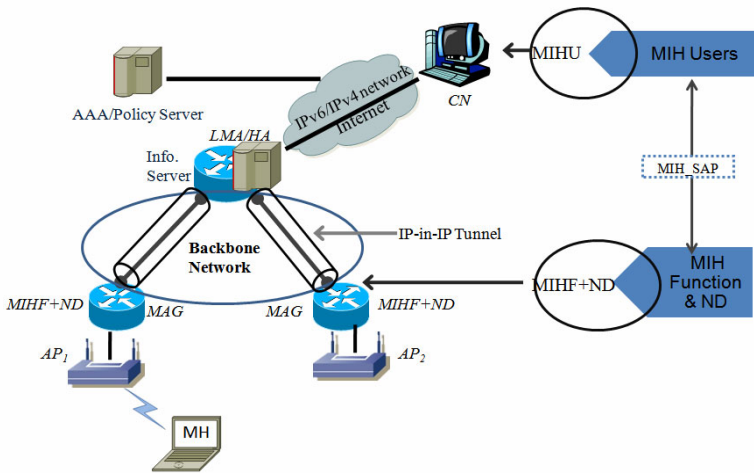 MIHU
MIH Users
AAA/Policy Server
IPv6/IPv4 network
Internet
CN
LMA/HA
Info.
Server
MIH_SAP
IP-in-IP Tunnel
Backbone
Network
MIHF+ND
MIH
Function
& ND
MIHF+ND
MAG
MAG
MIHF+ND
AP1
AP2
MH